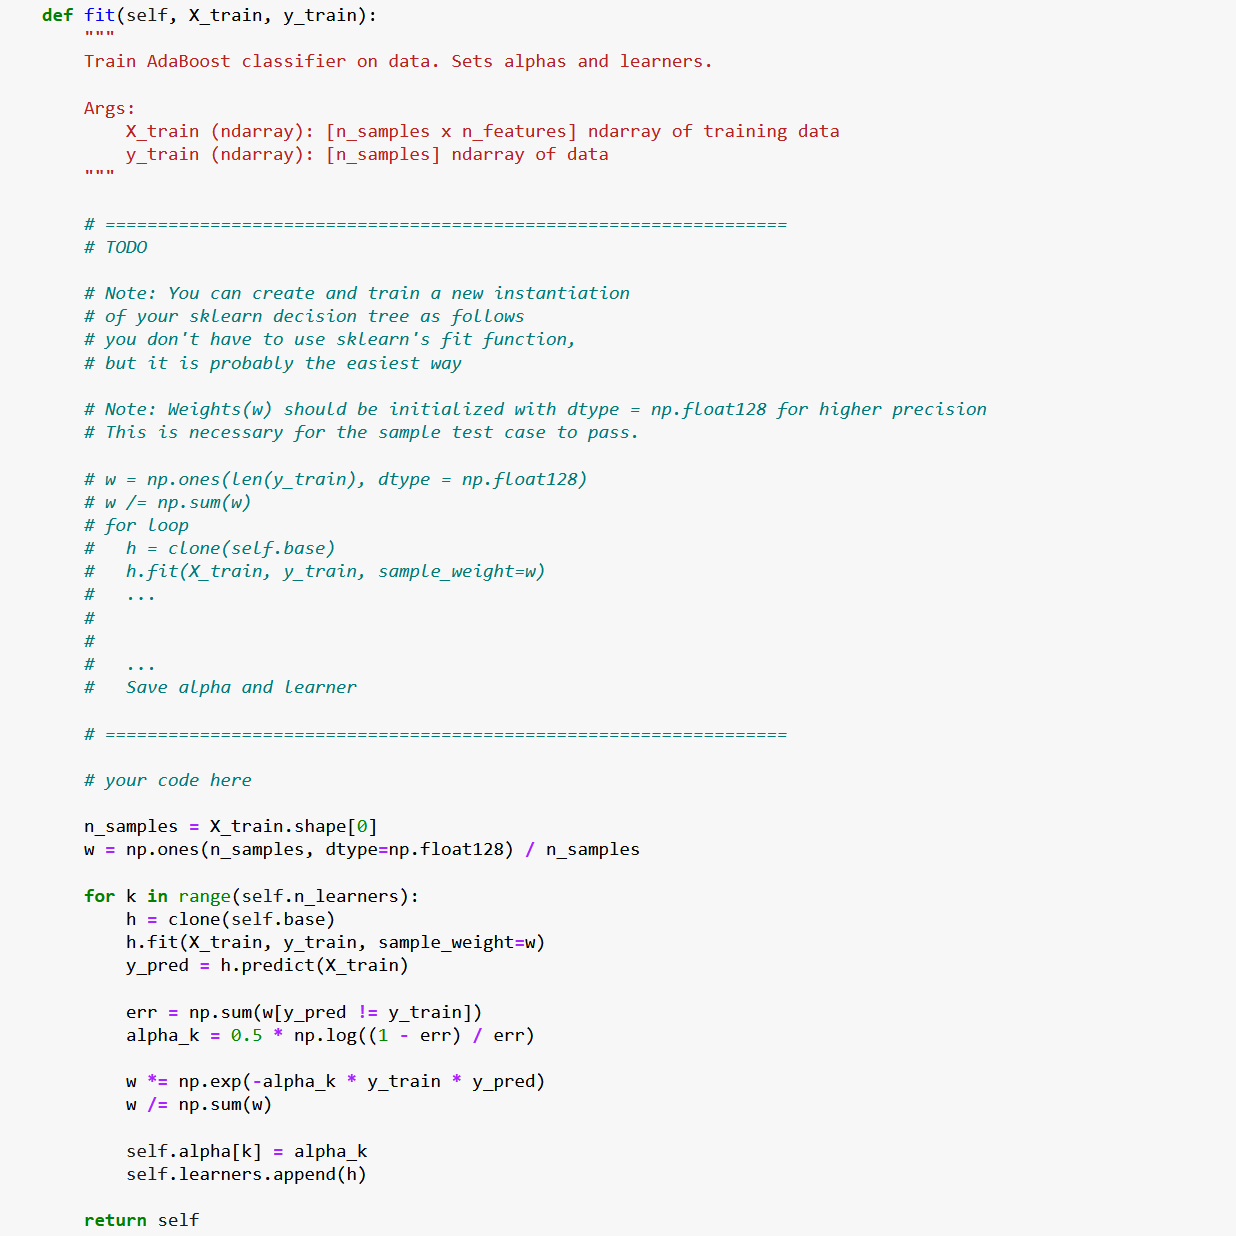 def fit(self, X_train, y_train):
"""
Train AdaBoost classifier on data. Sets alphas and learners.
Args:
X_train (ndarray): [n_samples x n_features] ndarray of training data
y_train (ndarray): [n_samples] ndarray of data
"""
# =================================================================
# TODO
# Note: You can create and train a new instantiation
# of your sklearn decision tree as follows
# you don't have to use sklearn's fit function,
# but it is probably the easiest way
# Note: Weights(w) should be initialized with dtype = np.float128 for higher precision
# This is necessary for the sample test case to pass.
# w = np.ones(len(y_train), dtype = np.float128)
# w /= np.sum(w)
# for loop
#   h = clone(self.base)
#   h.fit(X_train, y_train, sample_weight=w)
#   ...
#
#
#   ...
#   Save alpha and learner
# =================================================================
# your code here
n_samples = X_train.shape[0]
w = np.ones(n_samples, dtype=np.float128) / n_samples
for k in range(self.n_learners):
h = clone(self.base)
h.fit(X_train, y_train, sample_weight=w)
y_pred = h.predict(X_train)
err = np.sum(w[y_pred != y_train])
alpha_k = 0.5 * np.log((1 - err) / err)
w *= np.exp(-alpha_k * y_train * y_pred)
w /= np.sum(w)
self.alpha[k] = alpha_k
self.learners.append(h)
return self